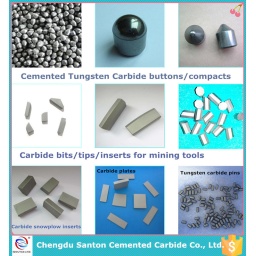 Cemented Tungsten Carbide buttons/compacts
Carbide bits/tips/inserts for mining tools
Carbide snowplow inserts
Carbide plates
Tungsten carbide pins
Chengdu Santon Cemented Carbide Co., Ltd.